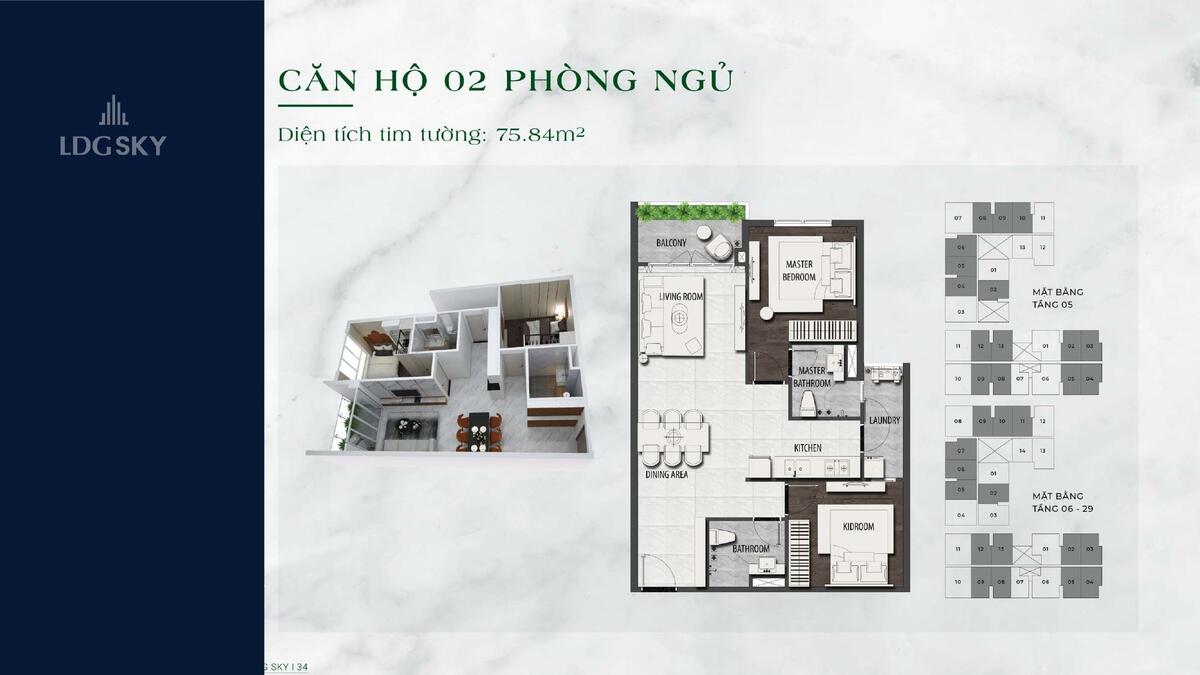 LDG SKY
CĂN HỘ 02 PHÒNG NGỦ
Diện tích tim tường: 75.84m²
BALCONY
MASTER
BEDROOM
LIVING ROOM
MASTER
BATHROOM
LAUNDRY
KITCHEN
DINING AREA
KIDROOM
BATHROOM
07 08 09 10 11
06 13 12
05 01
04 02
03
MẶT BẰNG
TẦNG 05
11 12 13 01 02 03
10 09 08 07 06 05 04
08 09 10 11 12
07 14 13
06 01
05 02
04 03
MẶT BẰNG
TẦNG 06 - 29
11 12 13 01 02 03
10 09 08 07 06 05 04
G SKY | 34